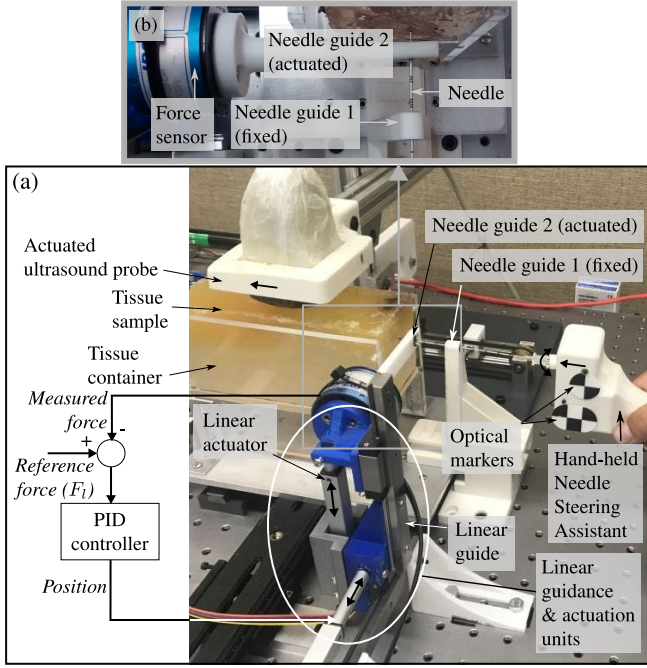 (b)
Needle guide 2
(actuated)
Needle
Needle guide 1
(fixed)
Force
sensor
(a)
Needle guide 2 (actuated)
Needle guide 1 (fixed)
Actuated
ultrasound probe
Tissue
sample
Tissue
container
Measured
force
+
-
Reference
force (F_l)
PID
controller
Position
Linear
actuator
Optical
markers
Hand-held
Needle
Steering
Assistant
Linear
guide
Linear
guidance
& actuation
units